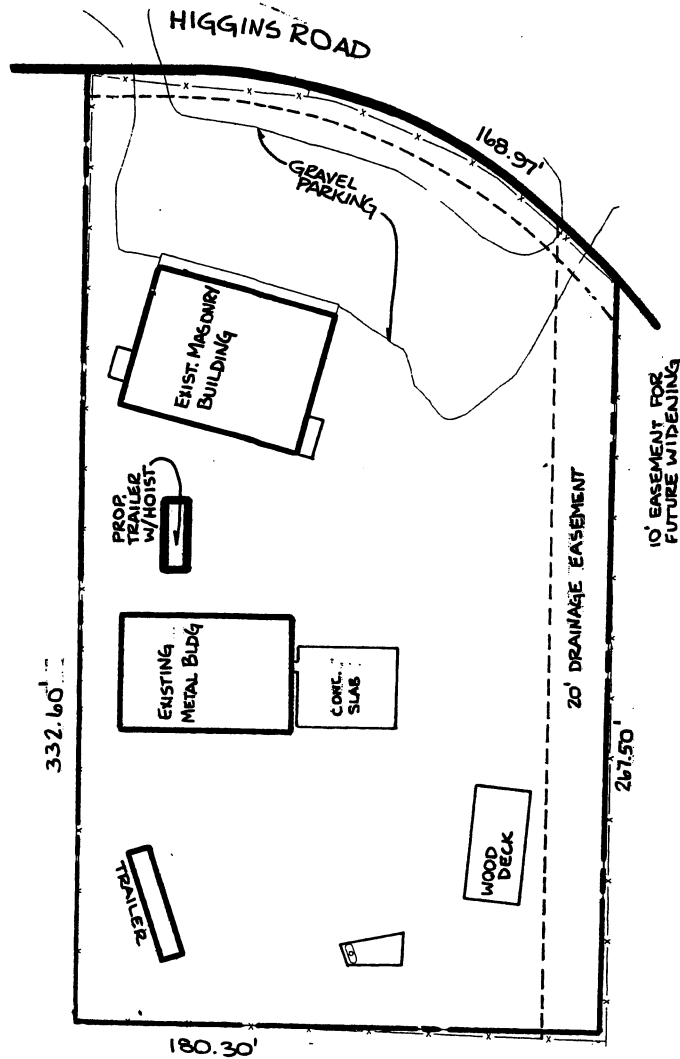 HIGGINS ROAD
168.97'
GRAVEL
PARKING
EXIST. MASONRY
BUILDING
10' EASEMENT FOR
FUTURE WIDENING
PROP.
TRAILER
W/HOIST
20' DRAINAGE EASEMENT
EXISTING
METAL BLDG
CONC.
SLAB
332.60'
267.50'
WOOD
DECK
TRAILER
180.30'